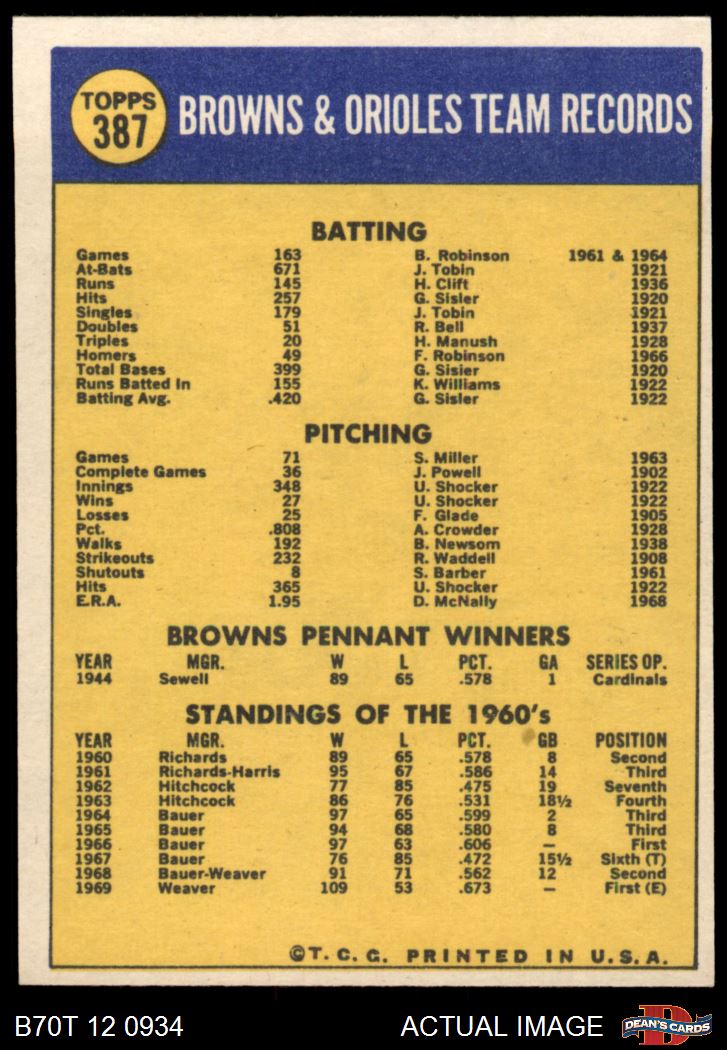 TOPPS
387
BROWNS & ORIOLES TEAM RECORDS
BATTING
Games 163 B. Robinson 1961 & 1964
At-Bats 671 J. Tobin 1921
Runs 145 H. Clift 1936
Hits 257 G. Sisler 1920
Singles 179 J. Tobin 1921
Doubles 51 R. Bell 1937
Triples 20 H. Manush 1928
Homers 49 F. Robinson 1966
Total Bases 399 G. Sisler 1920
Runs Batted In 155 K. Williams 1922
Batting Avg. .420 G. Sisler 1922
PITCHING
Games 71 S. Miller 1963
Complete Games 36 J. Powell 1902
Innings 348 U. Shocker 1922
Wins 27 U. Shocker 1922
Losses 25 F. Glade 1905
Pct. .808 A. Crowder 1928
Walks 192 B. Newsom 1938
Strikeouts 232 R. Waddell 1908
Shutouts 8 S. Barber 1961
Hits 365 U. Shocker 1922
E.R.A. 1.95 D. McNally 1968
BROWNS PENNANT WINNERS
YEAR MGR. W L PCT. GA SERIES OP.
1944 Sewell 89 65 .578 1 Cardinals
STANDINGS OF THE 1960's
YEAR MGR. W L PCT. GB POSITION
1960 Richards 89 65 .578 8 Second
1961 Richards-Harris 95 67 .586 14 Third
1962 Hitchcock 77 85 .475 19 Seventh
1963 Hitchcock 86 76 .531 18½ Fourth
1964 Bauer 97 65 .599 2 Third
1965 Bauer 94 68 .580 8 Third
1966 Bauer 97 63 .606 — First
1967 Bauer 76 85 .472 15½ Sixth (T)
1968 Bauer-Weaver 91 71 .562 12 Second
1969 Weaver 109 53 .673 — First (E)
©T. C. G. PRINTED IN U. S. A.
B70T 12 0934 ACTUAL IMAGE
DEAN'S CARDS